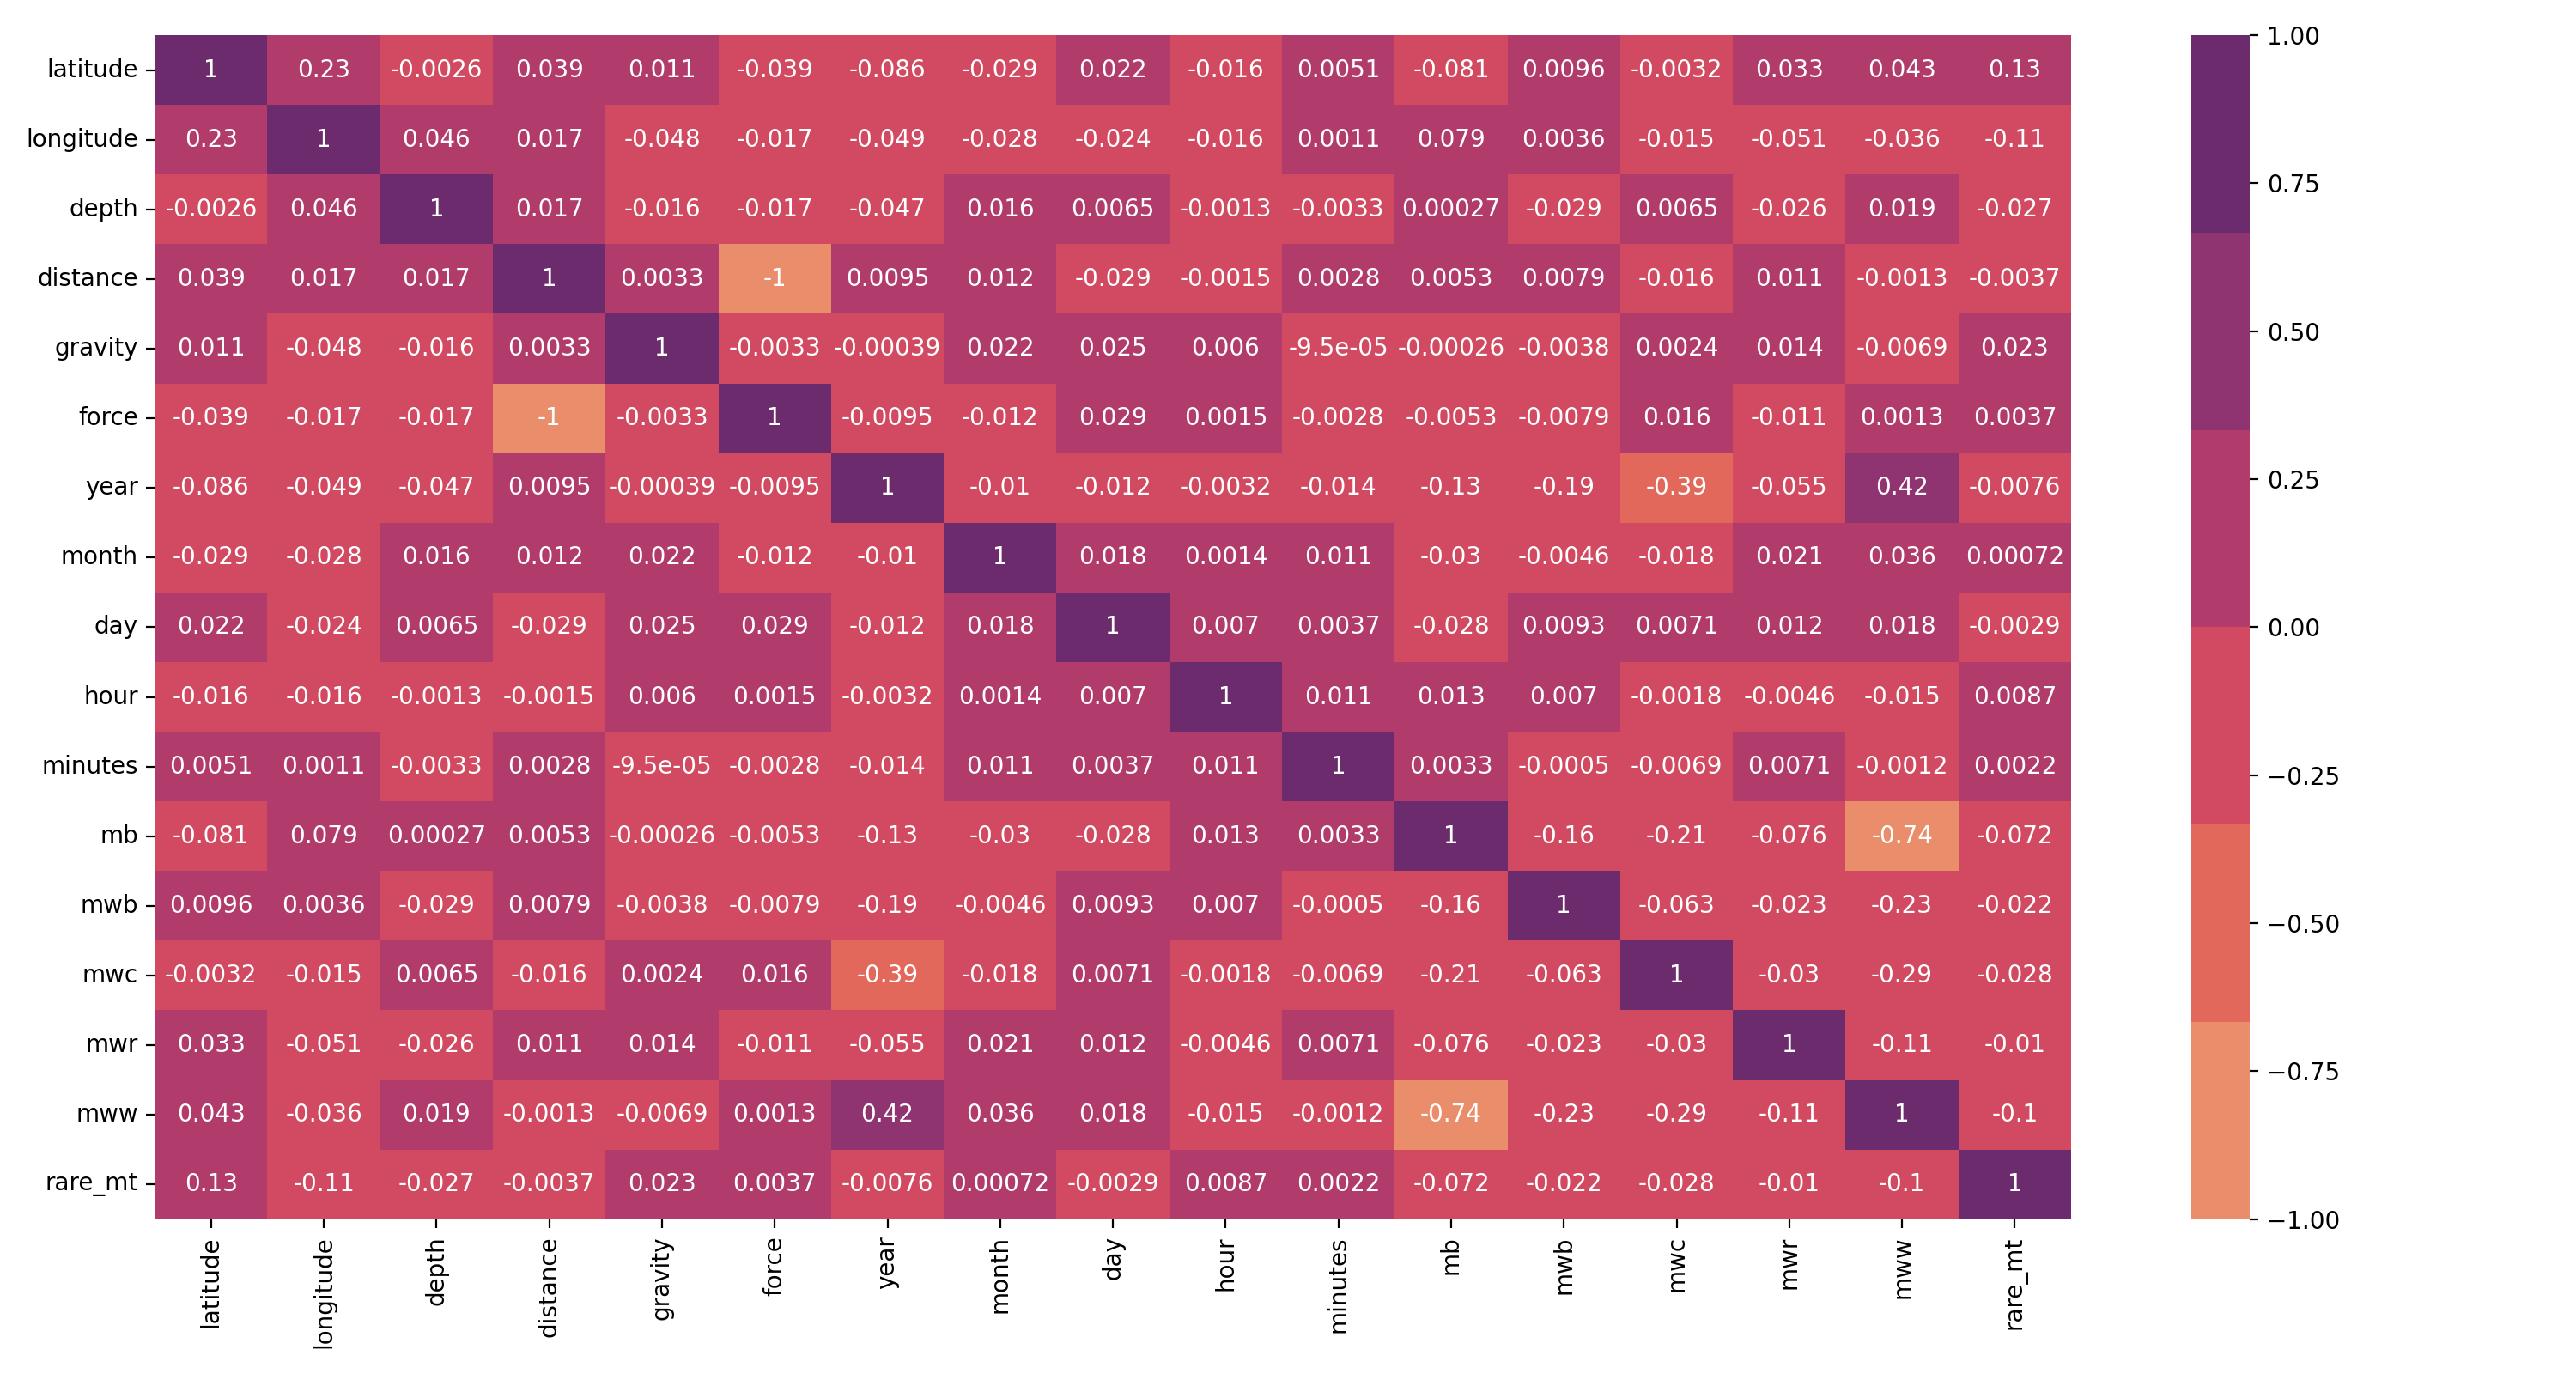 latitude 1 0.23 -0.0026 0.039 0.011 -0.039 -0.086 -0.029 0.022 -0.016 0.0051 -0.081 0.0096 -0.0032 0.033 0.043 0.13
longitude 0.23 1 0.046 0.017 -0.048 -0.017 -0.049 -0.028 -0.024 -0.016 0.0011 0.079 0.0036 -0.015 -0.051 -0.036 -0.11
depth -0.0026 0.046 1 0.017 -0.016 -0.017 -0.047 0.016 0.0065 -0.0013 -0.0033 0.00027 -0.029 0.0065 -0.026 0.019 -0.027
distance 0.039 0.017 0.017 1 0.0033 -1 0.0095 0.012 -0.029 -0.0015 0.0028 0.0053 0.0079 -0.016 0.011 -0.0013 -0.0037
gravity 0.011 -0.048 -0.016 0.0033 1 -0.0033 -0.00039 0.022 0.025 0.006 -9.5e-05 -0.00026 -0.0038 0.0024 0.014 -0.0069 0.023
force -0.039 -0.017 -0.017 -1 -0.0033 1 -0.0095 -0.012 0.029 0.0015 -0.0028 -0.0053 -0.0079 0.016 -0.011 0.0013 0.0037
year -0.086 -0.049 -0.047 0.0095 -0.00039 -0.0095 1 -0.01 -0.012 -0.0032 -0.014 -0.13 -0.19 -0.39 -0.055 0.42 -0.0076
month -0.029 -0.028 0.016 0.012 0.022 -0.012 -0.01 1 0.018 0.0014 0.011 -0.03 -0.0046 -0.018 0.021 0.036 0.00072
day 0.022 -0.024 0.0065 -0.029 0.025 0.029 -0.012 0.018 1 0.007 0.0037 -0.028 0.0093 0.0071 0.012 0.018 -0.0029
hour -0.016 -0.016 -0.0013 -0.0015 0.006 0.0015 -0.0032 0.0014 0.007 1 0.011 0.013 0.007 -0.0018 -0.0046 -0.015 0.0087
minutes 0.0051 0.0011 -0.0033 0.0028 -9.5e-05 -0.0028 -0.014 0.011 0.0037 0.011 1 0.0033 -0.0005 -0.0069 0.0071 -0.0012 0.0022
mb -0.081 0.079 0.00027 0.0053 -0.00026 -0.0053 -0.13 -0.03 -0.028 0.013 0.0033 1 -0.16 -0.21 -0.076 -0.74 -0.072
mwb 0.0096 0.0036 -0.029 0.0079 -0.0038 -0.0079 -0.19 -0.0046 0.0093 0.007 -0.0005 -0.16 1 -0.063 -0.023 -0.23 -0.022
mwc -0.0032 -0.015 0.0065 -0.016 0.0024 0.016 -0.39 -0.018 0.0071 -0.0018 -0.0069 -0.21 -0.063 1 -0.03 -0.29 -0.028
mwr 0.033 -0.051 -0.026 0.011 0.014 -0.011 -0.055 0.021 0.012 -0.0046 0.0071 -0.076 -0.023 -0.03 1 -0.11 -0.01
mww 0.043 -0.036 0.019 -0.0013 -0.0069 0.0013 0.42 0.036 0.018 -0.015 -0.0012 -0.74 -0.23 -0.29 -0.11 1 -0.1
rare_mt 0.13 -0.11 -0.027 -0.0037 0.023 0.0037 -0.0076 0.00072 -0.0029 0.0087 0.0022 -0.072 -0.022 -0.028 -0.01 -0.1 1
latitude longitude depth distance gravity force year month day hour minutes mb mwb mwc mwr mww rare_mt
1.00
0.75
0.50
0.25
0.00
−0.25
−0.50
−0.75
−1.00